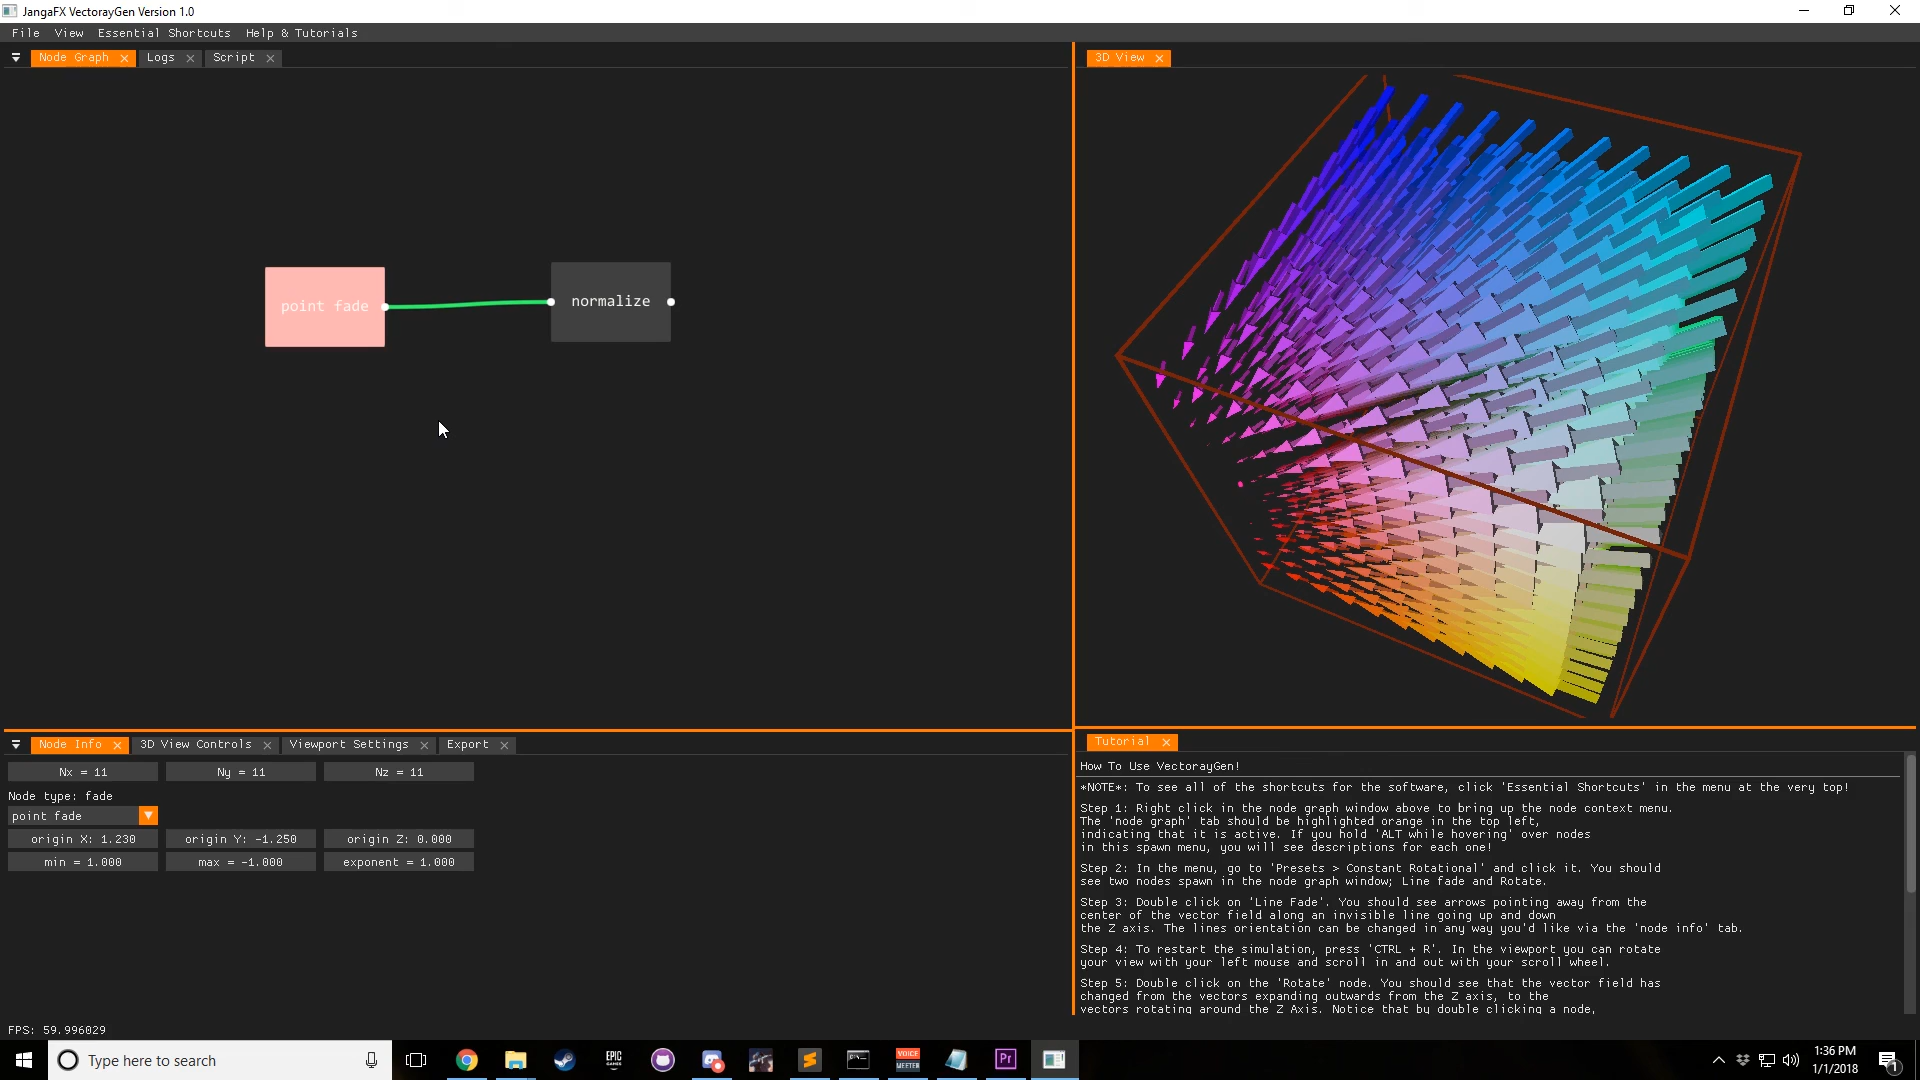 JangaFX VectorayGen Version 1.0
File View Essential Shortcuts Help & Tutorials
Node Graph Logs Script
3D View
point fade
normalize
Node Info 3D View Controls Viewport Settings Export
Nx = 11 Ny = 11 Nz = 11
Node type: fade
point fade
origin X: 1.230 origin Y: -1.250 origin Z: 0.000
min = 1.000 max = -1.000 exponent = 1.000
FPS: 59.996029
Tutorial
How To Use VectorayGen!
*NOTE*: To see all of the shortcuts for the software, click 'Essential Shortcuts' in the menu at the very top!
Step 1: Right click in the node graph window above to bring up the node context menu.
The 'node graph' tab should be highlighted orange in the top left,
indicating that it is active. If you hold 'ALT while hovering' over nodes
in this spawn menu, you will see descriptions for each one!
Step 2: In the menu, go to 'Presets > Constant Rotational' and click it. You should
see two nodes spawn in the node graph window; Line fade and Rotate.
Step 3: Double click on 'Line Fade'. You should see arrows pointing away from the
center of the vector field along an invisible line going up and down
the Z axis. The lines orientation can be changed in any way you'd like via the 'node info' tab.
Step 4: To restart the simulation, press 'CTRL + R'. In the viewport you can rotate
your view with your left mouse and scroll in and out with your scroll wheel.
Step 5: Double click on the 'Rotate' node. You should see that the vector field has
changed from the vectors expanding outwards from the Z axis, to the
vectors rotating around the Z Axis. Notice that by double clicking a node,
Type here to search
EPIC GAMES
VOICE MEETER
Pr
1:36 PM
1/1/2018
1